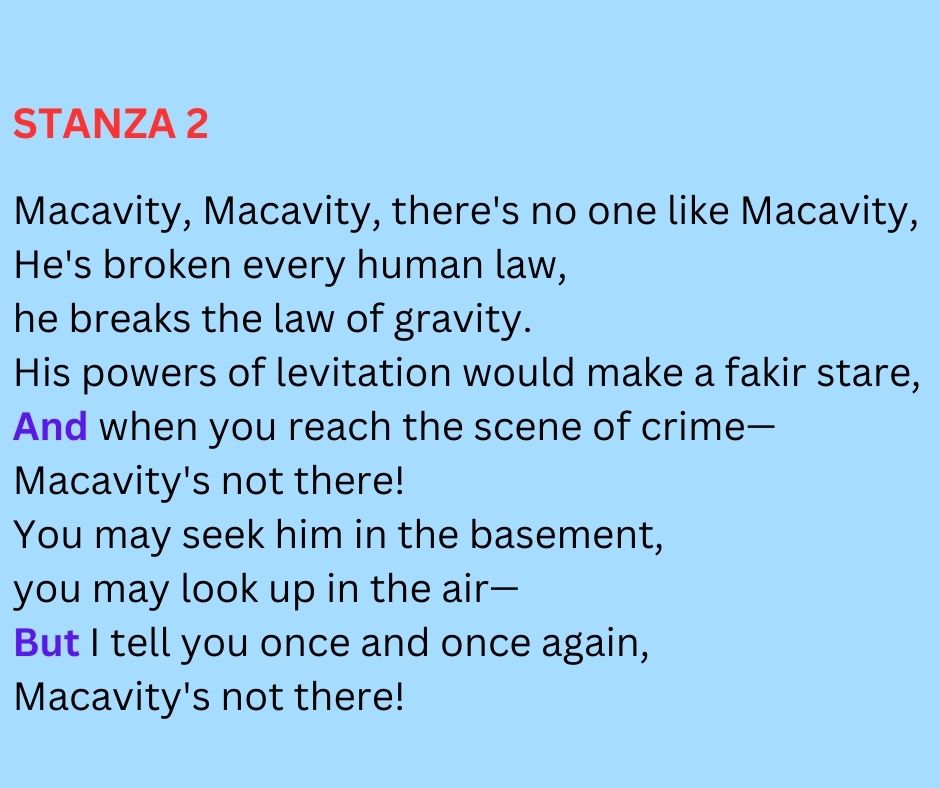 STANZA 2
Macavity, Macavity, there's no one like Macavity,
He's broken every human law,
he breaks the law of gravity.
His powers of levitation would make a fakir stare,
And when you reach the scene of crime—
Macavity's not there!
You may seek him in the basement,
you may look up in the air—
But I tell you once and once again,
Macavity's not there!